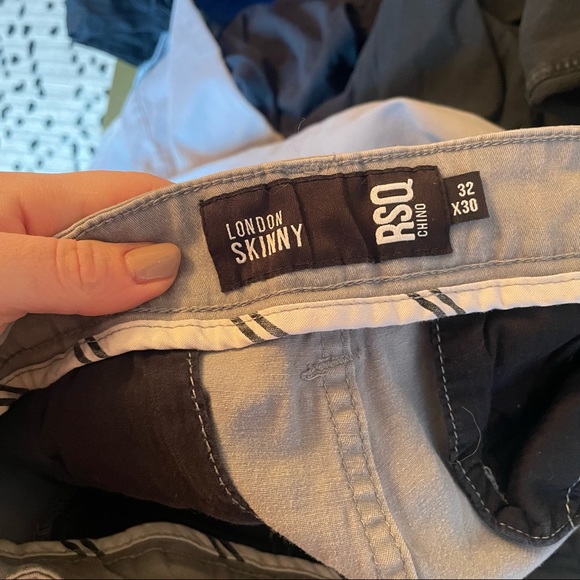 LONDON
SKINNY
RSQ
CHINO
32
X30